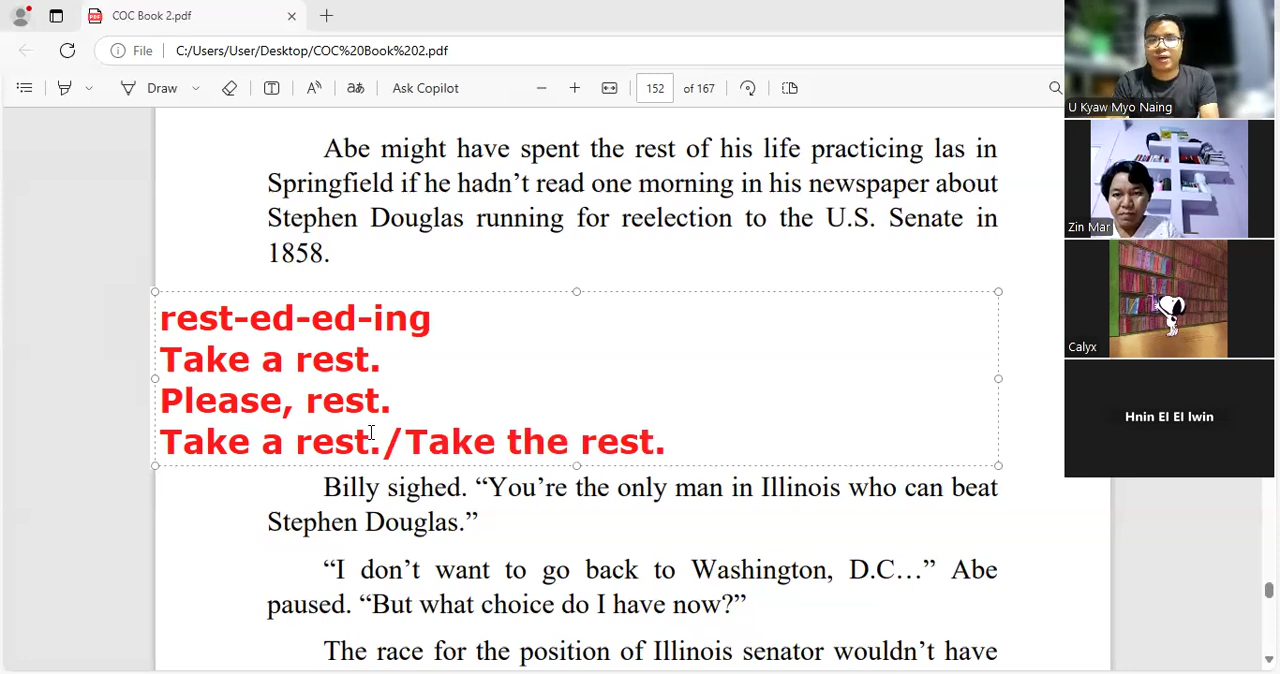 COC Book 2.pdf
File
C:/Users/User/Desktop/COC%20Book%202.pdf
Draw
Ask Copilot
152 of 167
Abe might have spent the rest of his life practicing las in
Springfield if he hadn't read one morning in his newspaper about
Stephen Douglas running for reelection to the U.S. Senate in
1858.
rest-ed-ed-ing
Take a rest.
Please, rest.
Take a rest./Take the rest.
Billy sighed. “You’re the only man in Illinois who can beat
Stephen Douglas.”
“I don’t want to go back to Washington, D.C…” Abe
paused. “But what choice do I have now?”
The race for the position of Illinois senator wouldn’t have
U Kyaw Myo Naing
Zin Mar
Calyx
Hnin EI EI lwin